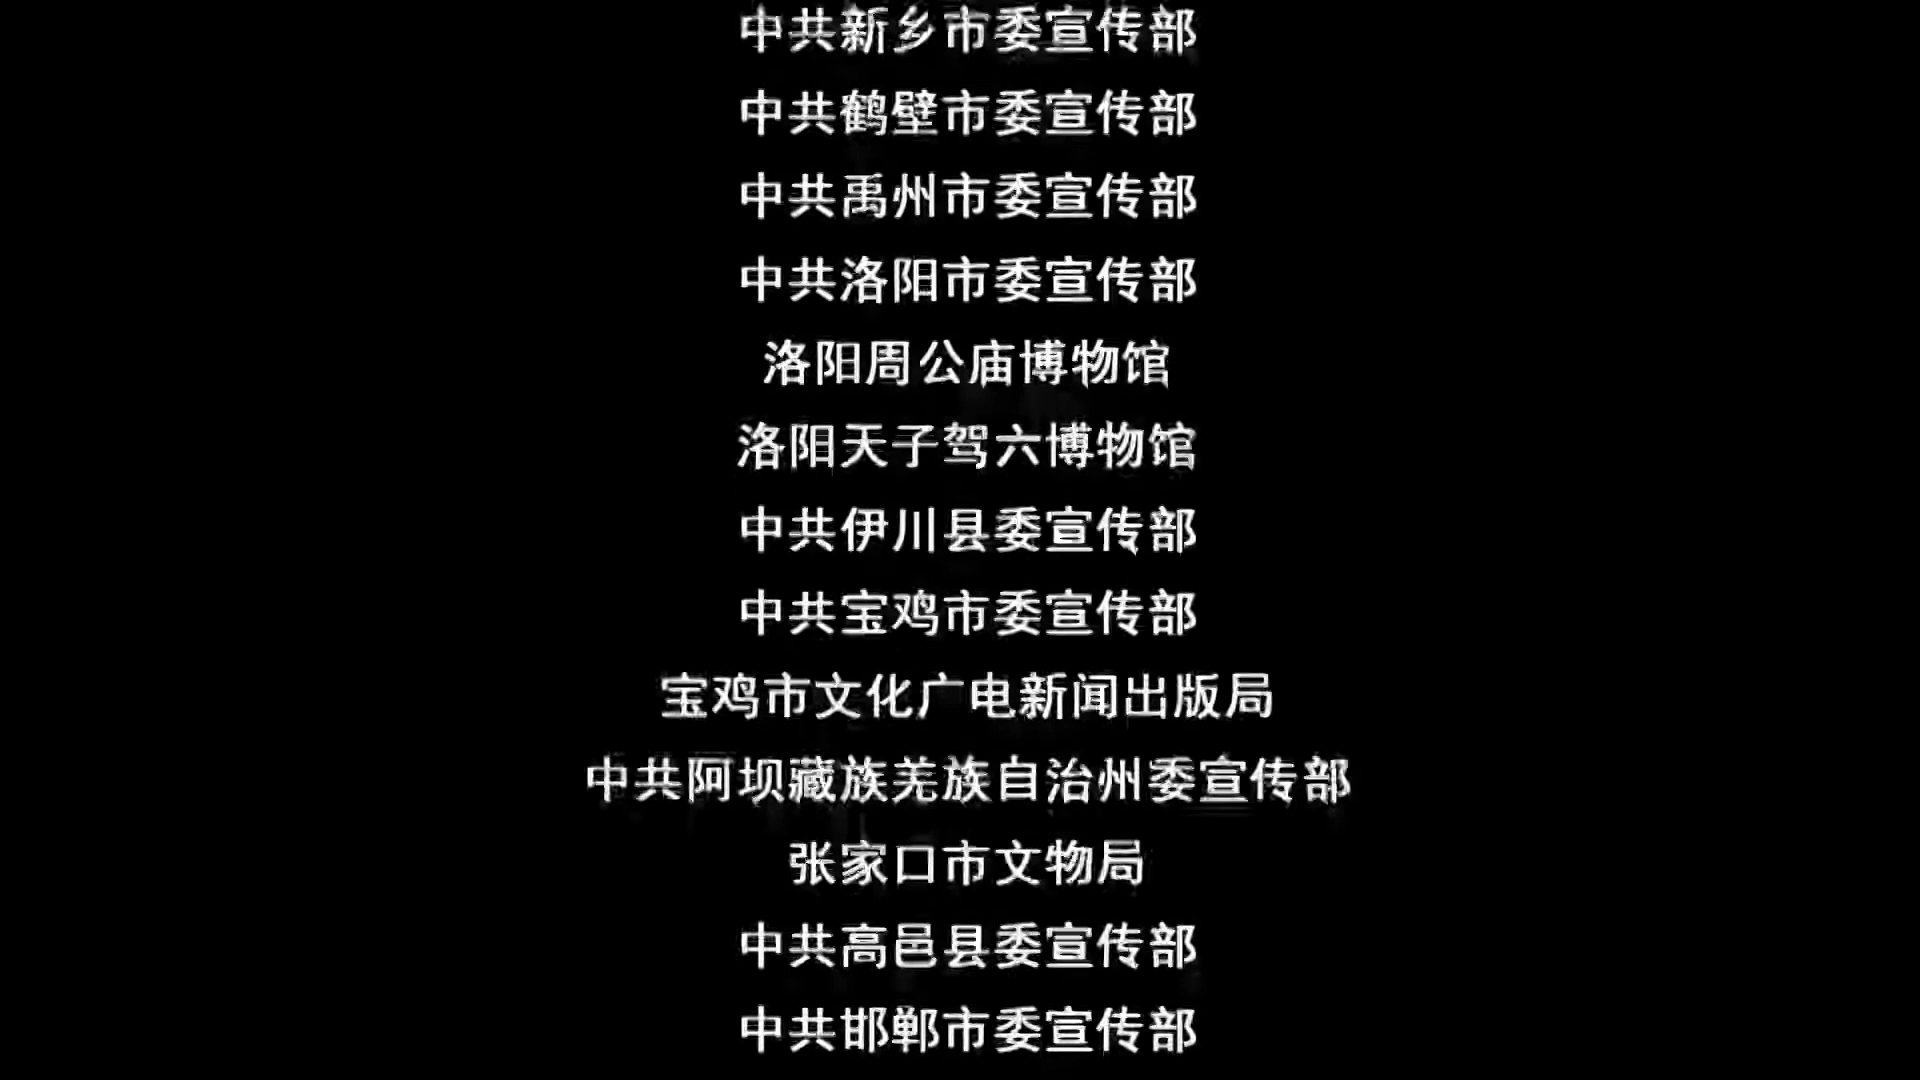 中共新乡市委宣传部
中共鹤壁市委宣传部
中共禹州市委宣传部
中共洛阳市委宣传部
洛阳周公庙博物馆
洛阳天子驾六博物馆
中共伊川县委宣传部
中共宝鸡市委宣传部
宝鸡市文化广电新闻出版局
中共阿坝藏族羌族自治州委宣传部
张家口市文物局
中共高邑县委宣传部
中共邯郸市委宣传部